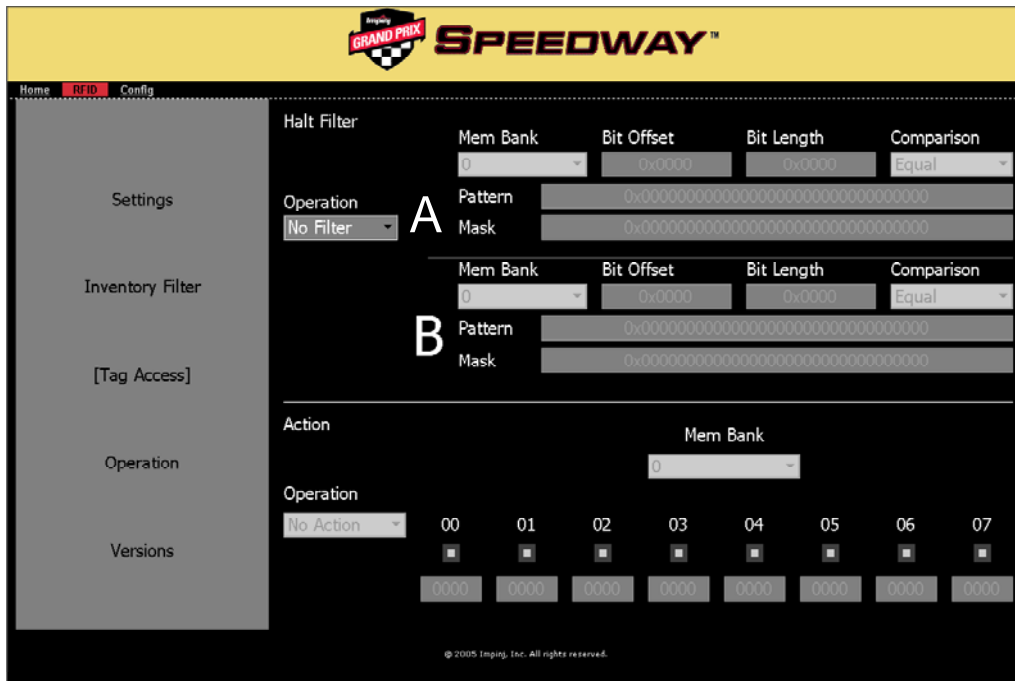 Impinj
GRAND PRIX
SPEEDWAY™
Home RFID Config
Settings
Inventory Filter
[Tag Access]
Operation
Versions
Halt Filter
Operation
No Filter
A
Mem Bank Bit Offset Bit Length Comparison
0 0x0000 0x0000 Equal
Pattern 0x00000000000000000000000000000000
Mask 0x00000000000000000000000000000000
B
Mem Bank Bit Offset Bit Length Comparison
0 0x0000 0x0000 Equal
Pattern 0x00000000000000000000000000000000
Mask 0x00000000000000000000000000000000
Action
Mem Bank
0
Operation
No Action
00 01 02 03 04 05 06 07
0000 0000 0000 0000 0000 0000 0000 0000
© 2005 Impinj, Inc. All rights reserved.